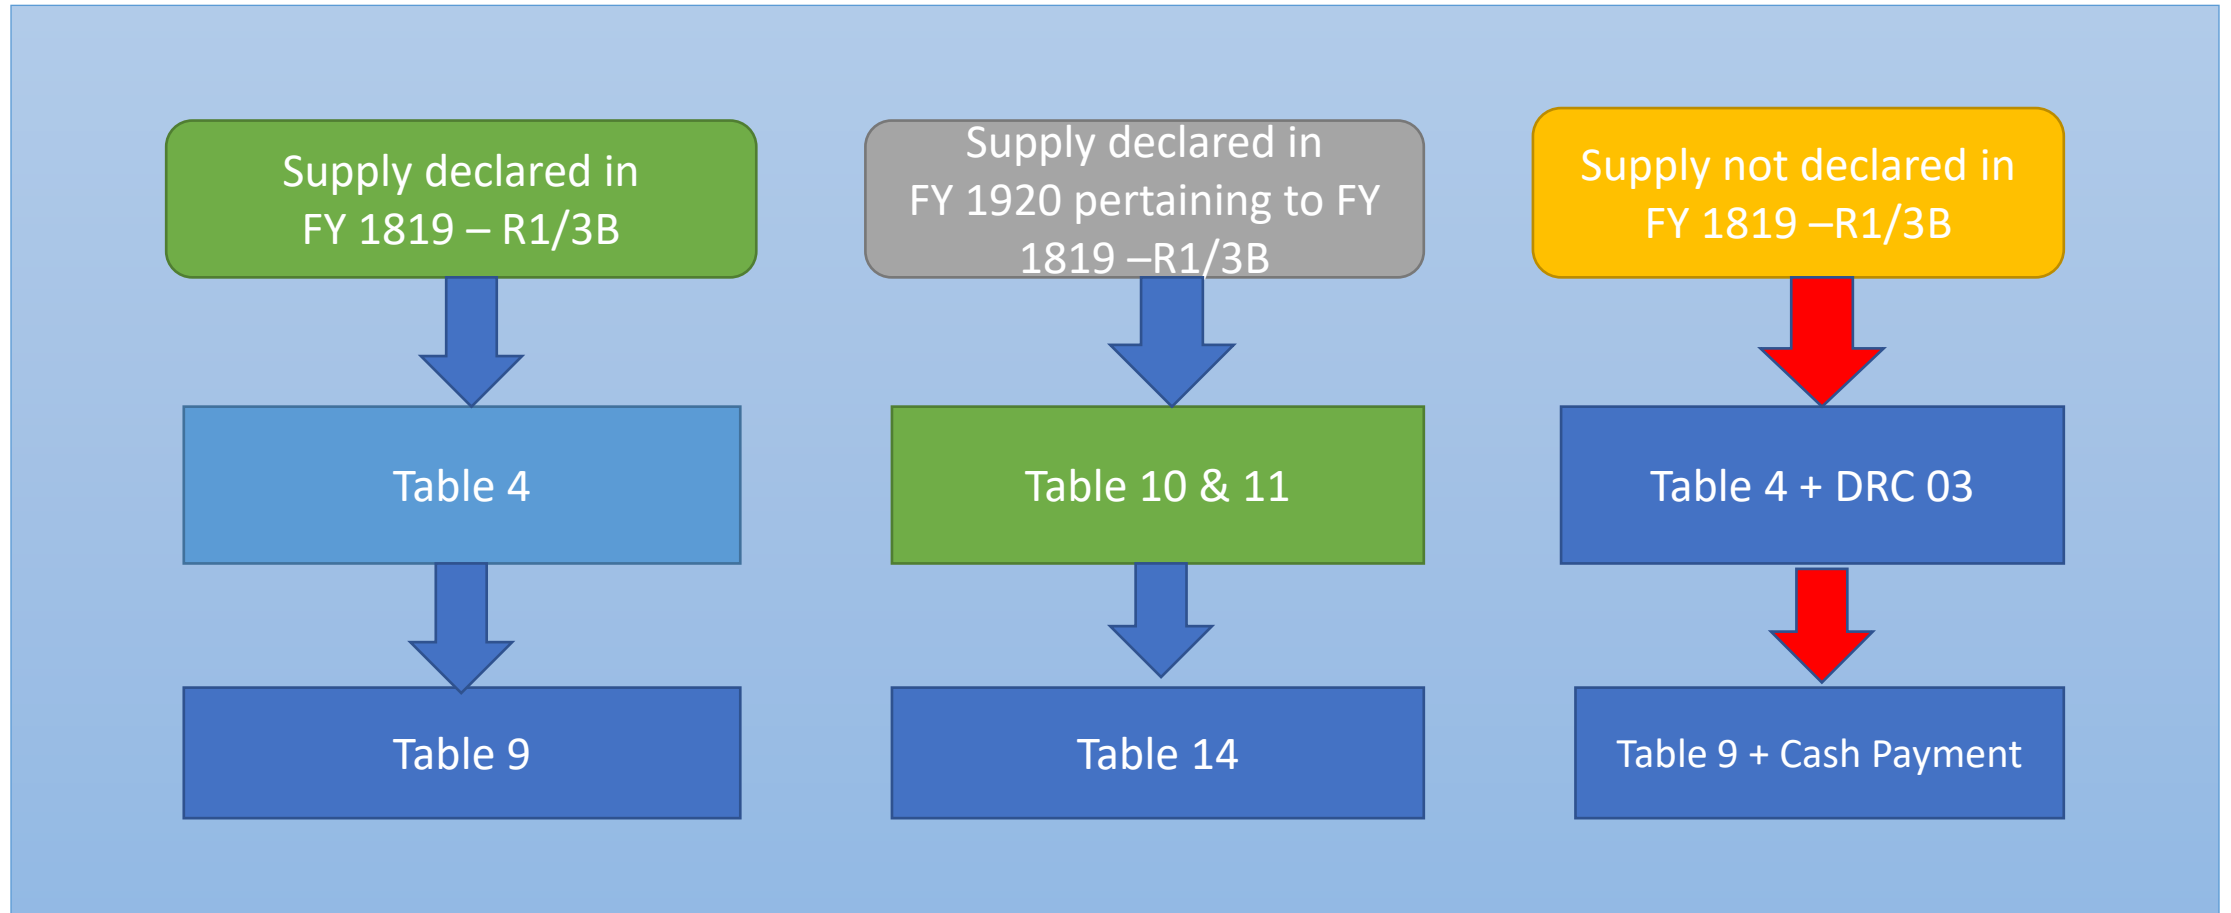 Supply declared in
FY 1819 – R1/3B
Supply declared in
FY 1920 pertaining to FY
1819 –R1/3B
Supply not declared in
FY 1819 –R1/3B
Table 4
Table 10 & 11
Table 4 + DRC 03
Table 9
Table 14
Table 9 + Cash Payment